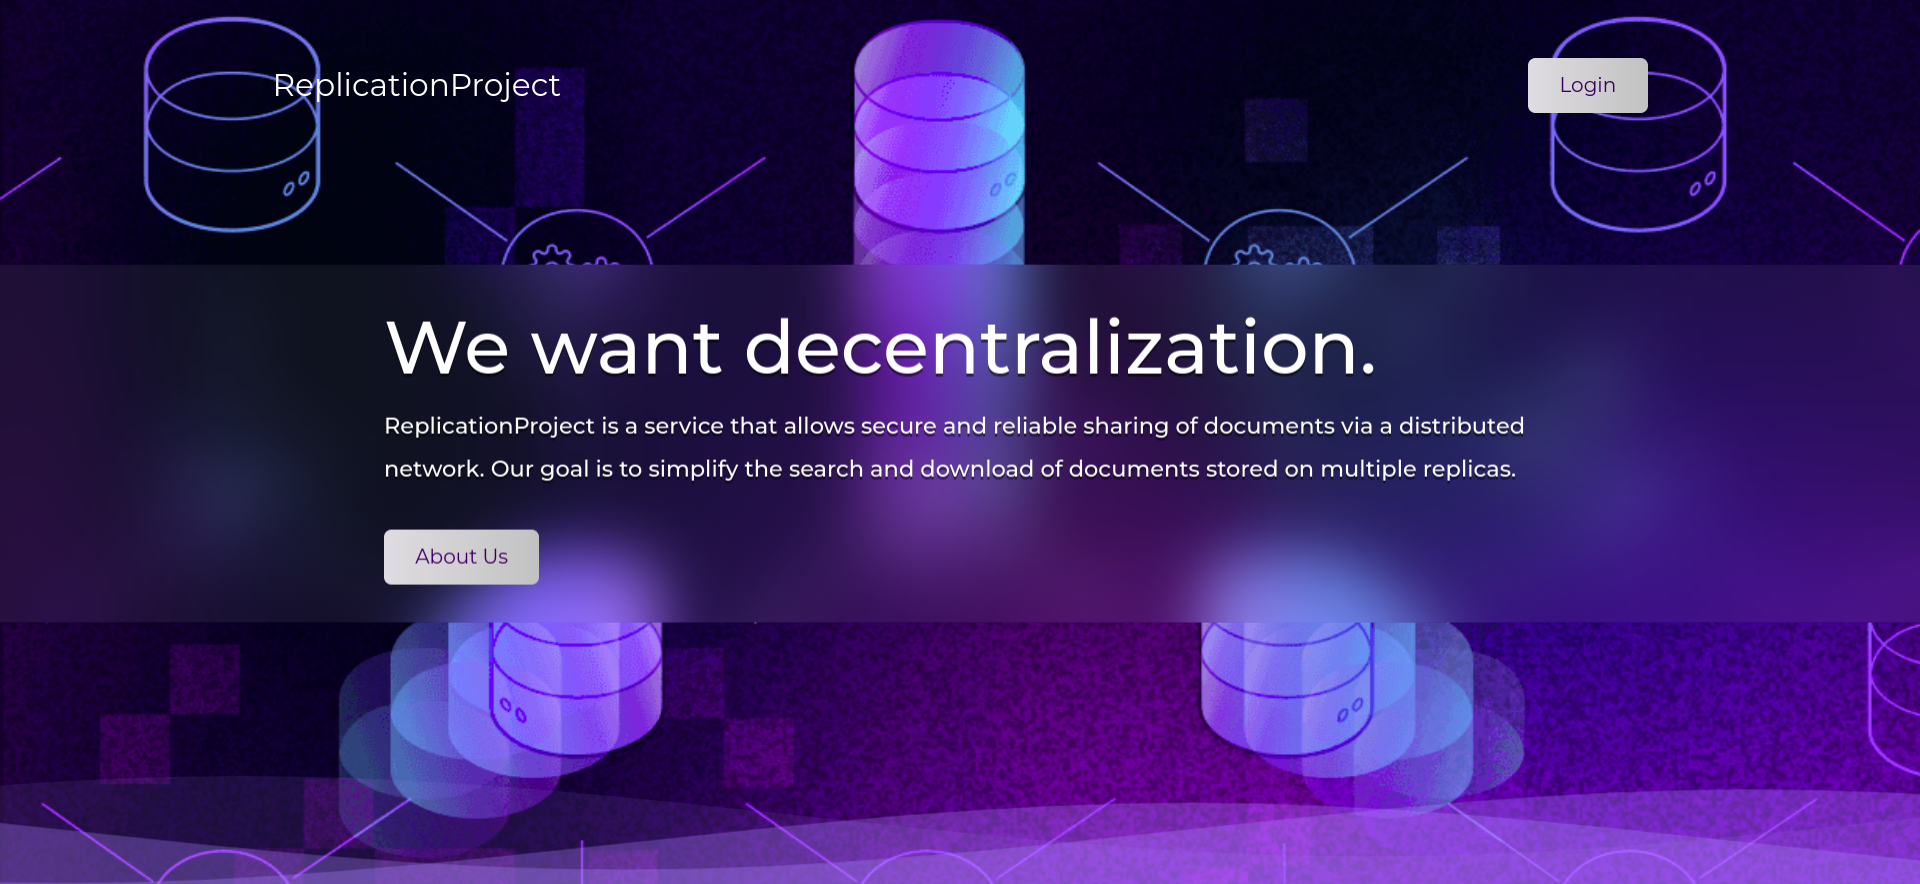 ReplicationProject
Login
We want decentralization.
ReplicationProject is a service that allows secure and reliable sharing of documents via a distributed
network. Our goal is to simplify the search and download of documents stored on multiple replicas.
About Us